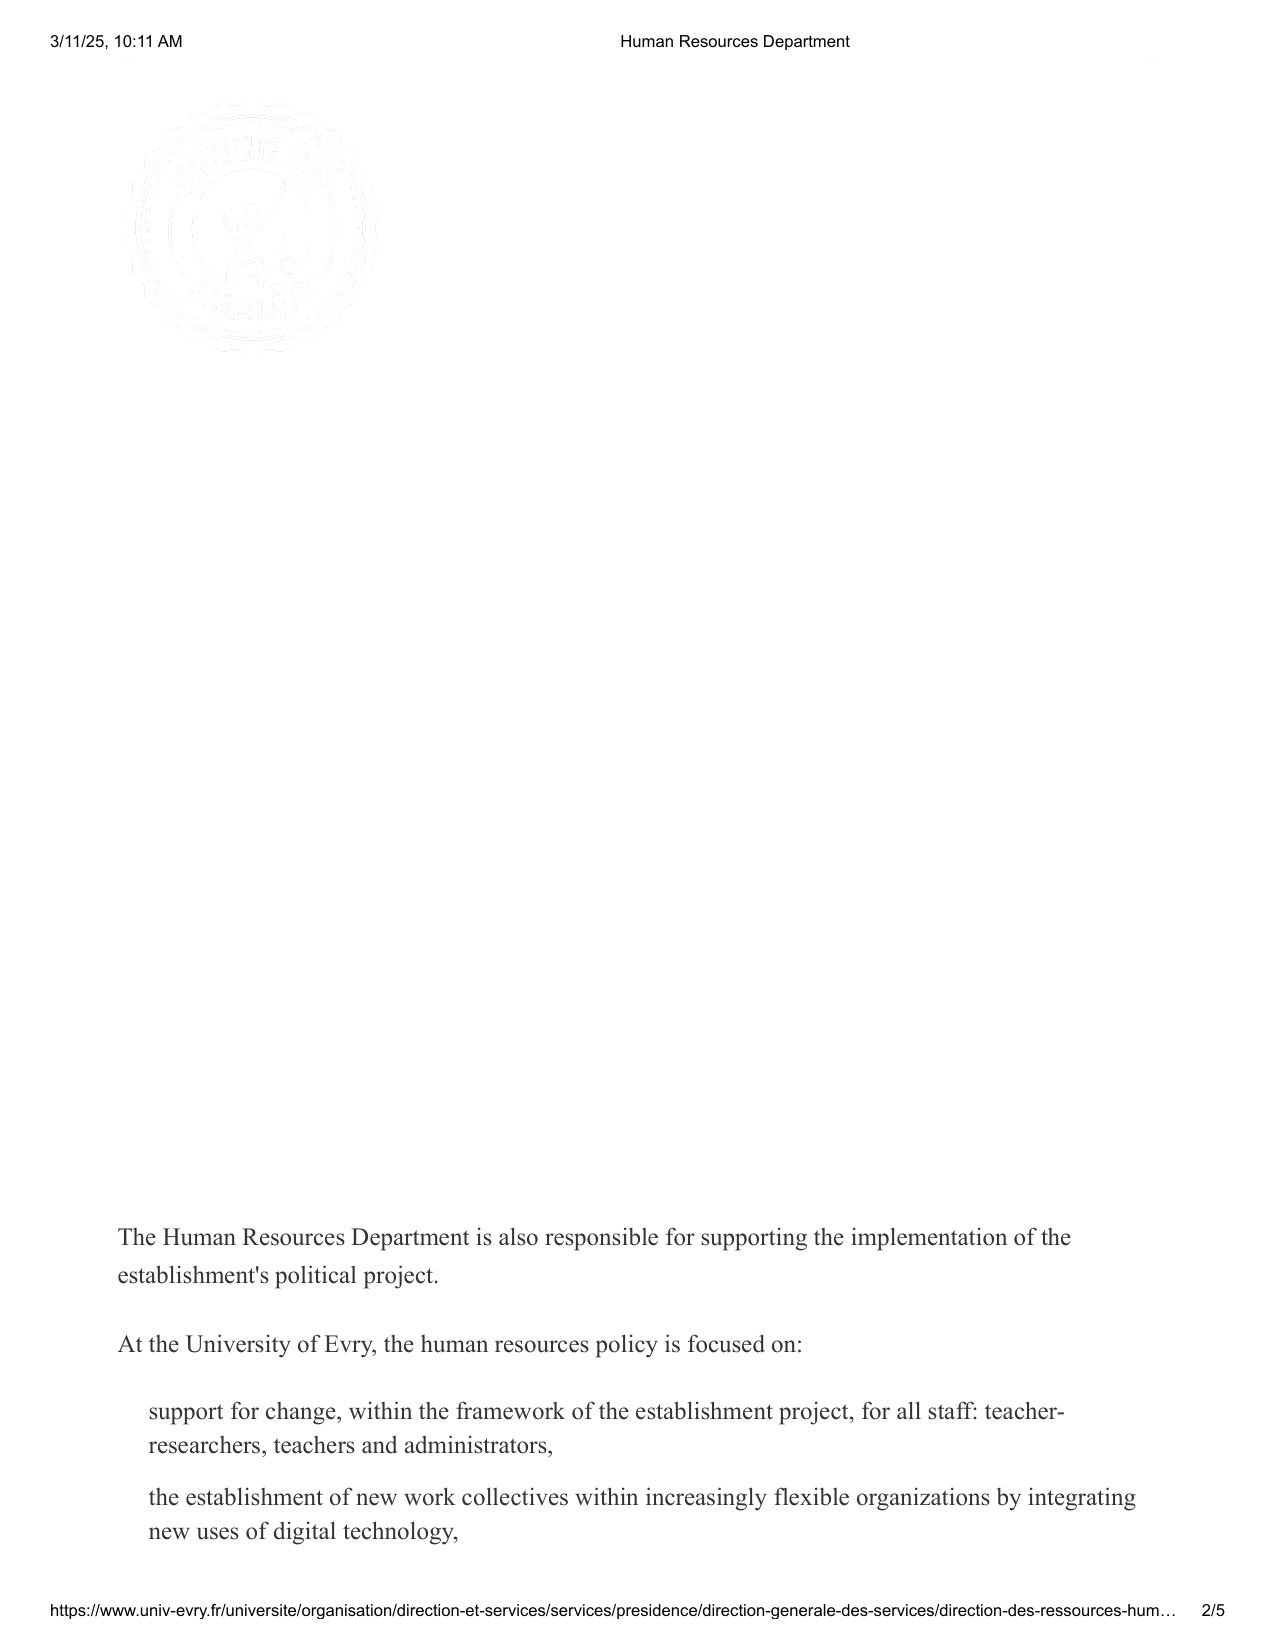 3/11/25, 10:11 AM Human Resources Department
UNIVERSITÉ ÉVRY
PARIS-SACLAY
The Human Resources Department is also responsible for supporting the implementation of the
establishment's political project.
At the University of Evry, the human resources policy is focused on:
support for change, within the framework of the establishment project, for all staff: teacher-
researchers, teachers and administrators,
the establishment of new work collectives within increasingly flexible organizations by integrating
new uses of digital technology,
https://www.univ-evry.fr/universite/organisation/direction-et-services/services/presidence/direction-generale-des-services/direction-des-ressources-hum… 2/5